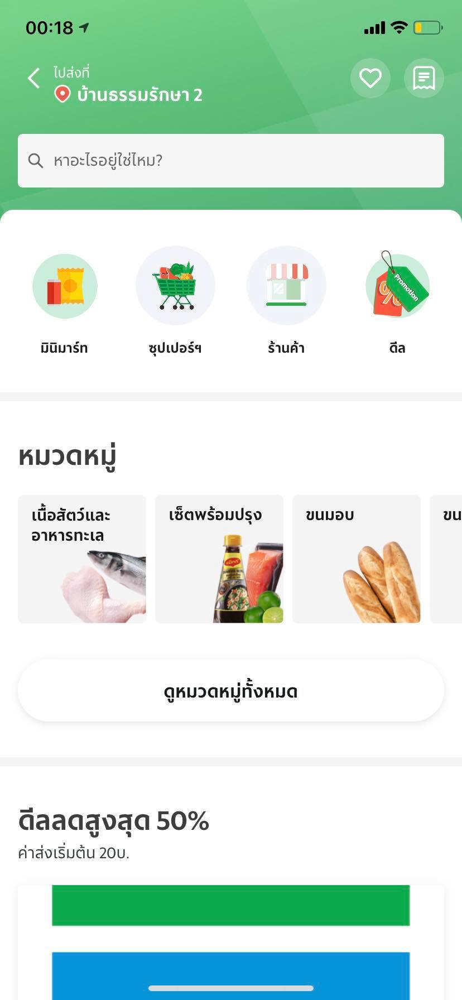 00:18
ไปส่งที่
บ้านธรรมรักษา 2
หาอะไรอยู่ใช่ไหม?
Promotion
%
มินิมาร์ท
ซุปเปอร์ฯ
ร้านค้า
ดีล
หมวดหมู่
เนื้อสัตว์และ
อาหารทะเล
เซ็ตพร้อมปรุง
ขนมอบ
ขน
แม็กกี้
ดูหมวดหมู่ทั้งหมด
ดีลลดสูงสุด 50%
ค่าส่งเริ่มต้น 20บ.